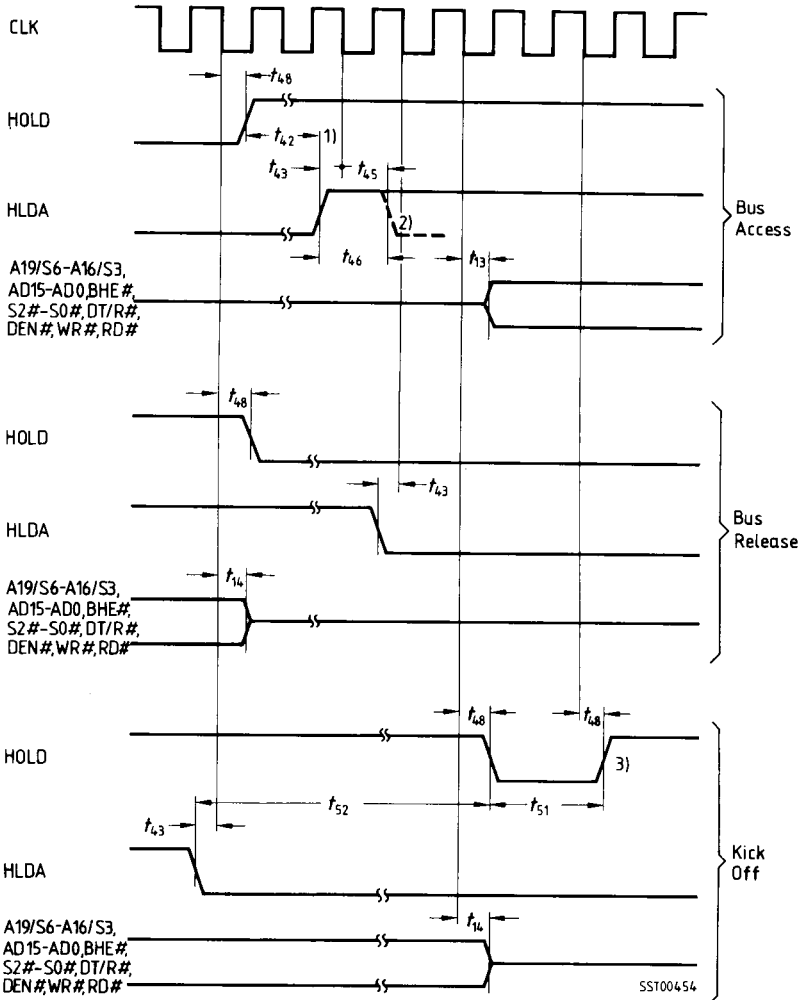 CLK
t48
HOLD
t42 1)
t43 t45
HLDA
2)
t46
t13
A19/S6-A16/S3,
AD15-AD0,BHE#,
S2#-S0#,DT/R#,
DEN#,WR#,RD#
Bus
Access
t48
HOLD
t43
HLDA
Bus
Release
t14
A19/S6-A16/S3,
AD15-AD0,BHE#,
S2#-S0#,DT/R#,
DEN#,WR#,RD#
t48 t48
HOLD
3)
t52 t51
t43
HLDA
Kick
Off
t14
A19/S6-A16/S3,
AD15-AD0,BHE#,
S2#-S0#,DT/R#,
DEN#,WR#,RD#
SST00454